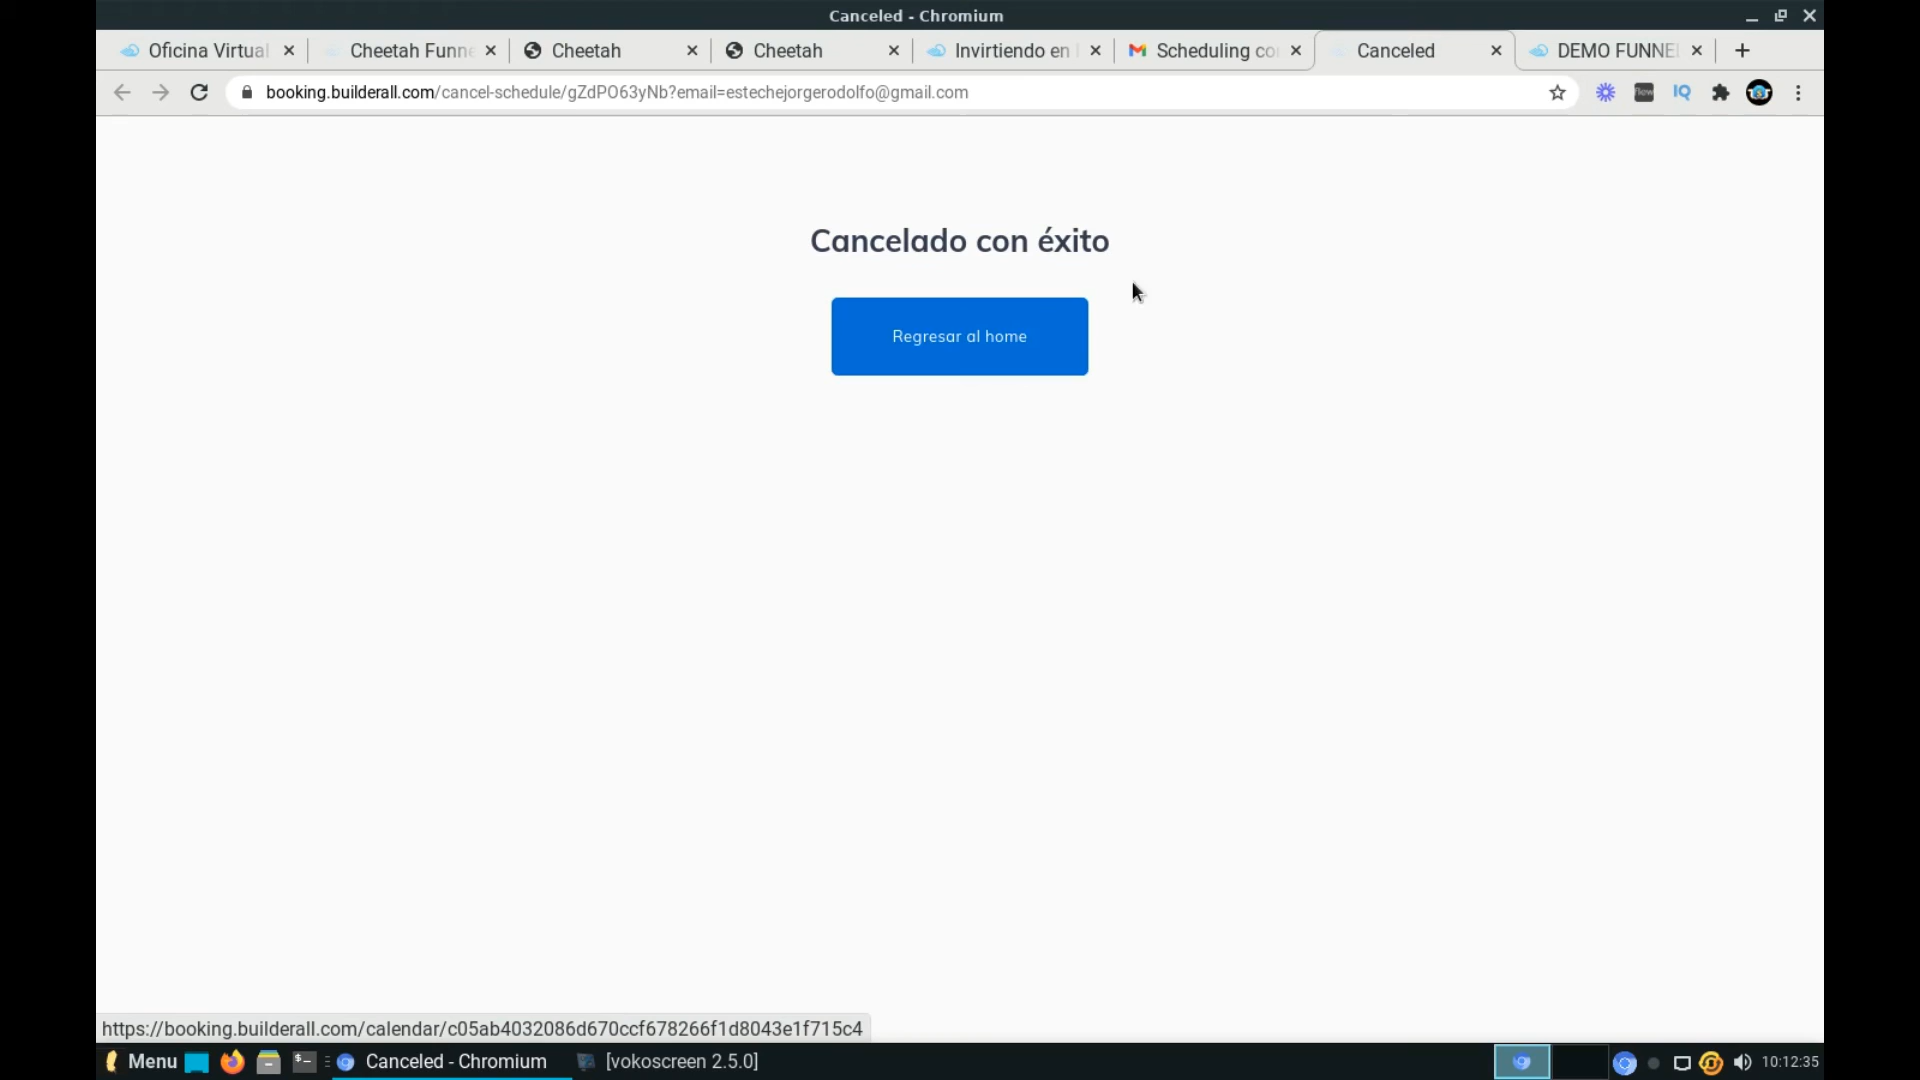 Canceled - Chromium
Oficina Virtual
Cheetah Funne
Cheetah
Cheetah
Invirtiendo en
Scheduling co
Canceled
DEMO FUNNE
booking.builderall.com/cancel-schedule/gZdPO63yNb?email=estechejorgerodolfo@gmail.com
IQ
Cancelado con éxito
Regresar al home
https://booking.builderall.com/calendar/c05ab4032086d670ccf678266f1d8043e1f715c4
Menu
Canceled - Chromium
[vokoscreen 2.5.0]
10:12:35